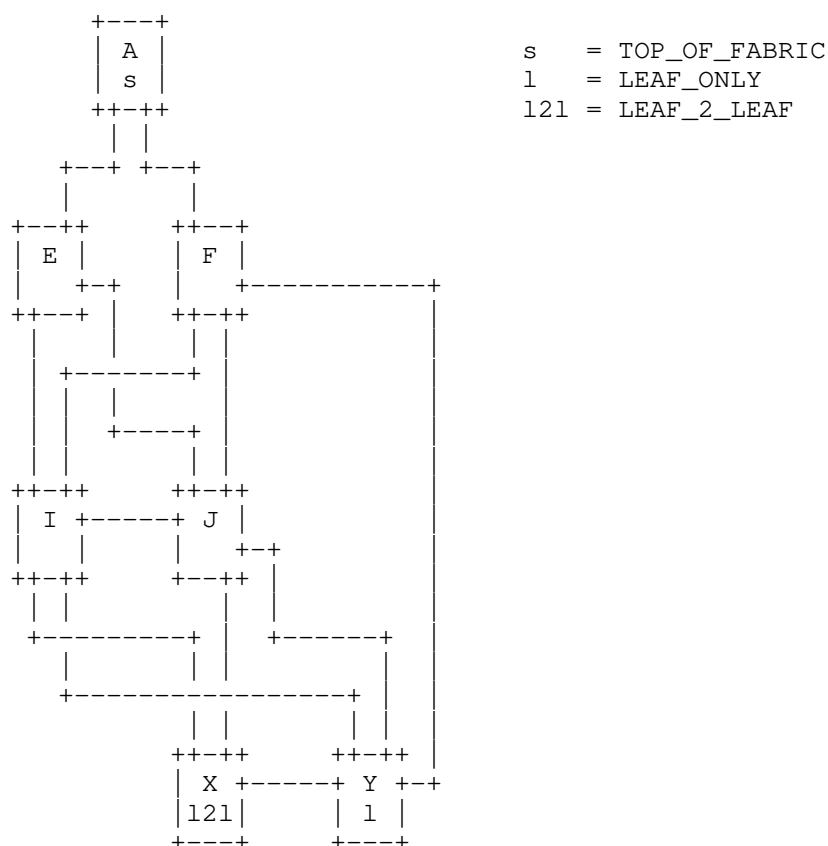 A
s
s = TOP_OF_FABRIC
l = LEAF_ONLY
l2l = LEAF_2_LEAF
E
F
I
J
X
Y
l2l
l